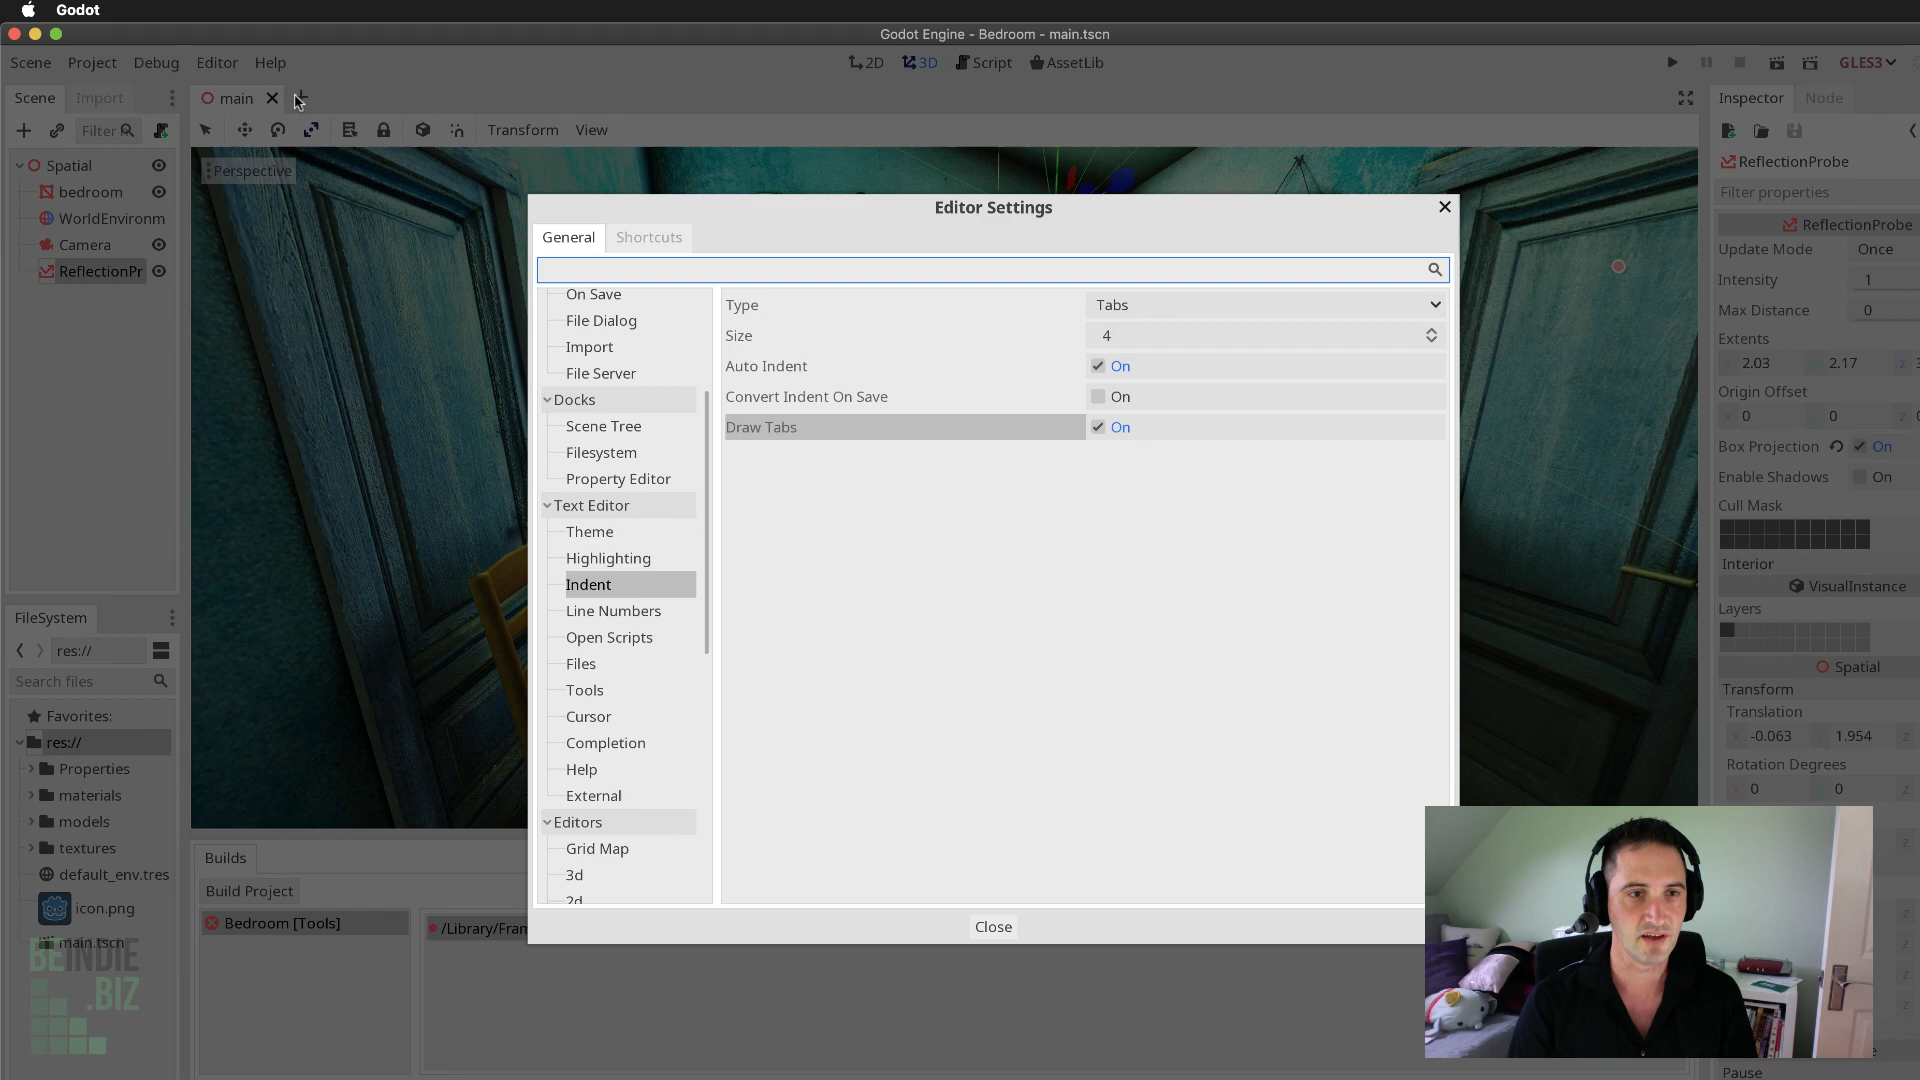 Godot
Godot Engine - Bedroom - main.tscn
Scene Project Debug Editor Help
2D 3D Script AssetLib
GLES3
Scene Import
main
Inspector Node
Filter
Transform View
Spatial
bedroom
WorldEnvironm
Camera
ReflectionPr
Perspective
ReflectionProbe
Filter properties
ReflectionProbe
Update Mode Once
Intensity 1
Max Distance 0
Extents
x 2.03 y 2.17 z 3
Origin Offset
x 0 y 0 z 0
Box Projection On
Enable Shadows On
Cull Mask
Interior
VisualInstance
Layers
Spatial
Transform
Translation
x -0.063 y 1.954 z
Rotation Degrees
x 0 y 0 z
Pause
Editor Settings
General Shortcuts
On Save
File Dialog
Import
File Server
Docks
Scene Tree
Filesystem
Property Editor
Text Editor
Theme
Highlighting
Indent
Line Numbers
Open Scripts
Files
Tools
Cursor
Completion
Help
External
Editors
Grid Map
3d
2d
Type Tabs
Size 4
Auto Indent On
Convert Indent On Save On
Draw Tabs On
Close
FileSystem
res://
Search files
Favorites:
res://
Properties
materials
models
textures
default_env.tres
icon.png
main.tscn
BEINDIE
.BIZ
Builds
Build Project
Bedroom [Tools]
/Library/Fram